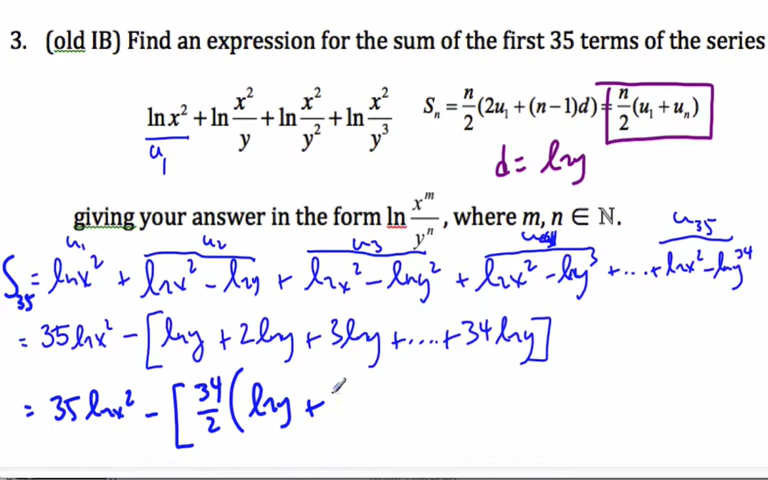 3. (old IB) Find an expression for the sum of the first 35 terms of the series
ln x² + ln x²/y + ln x²/y² + ln x²/y³   Sₙ = n/2(2u₁ + (n−1)d) = n/2(u₁ + uₙ)
u₁   d = ln y
giving your answer in the form ln xᵐ/yⁿ, where m, n ∈ ℕ.
u₁   u₂   u₃   u₃₅
S₃₅ = ln x² + ln x² − ln y + ln x² − ln y² + ln x² − ln y³ + .... + ln x² − ln y³⁴
= 35 ln x² − [ln y + 2 ln y + 3 ln y + .... + 34 ln y]
= 35 ln x² − [34/2 (ln y +